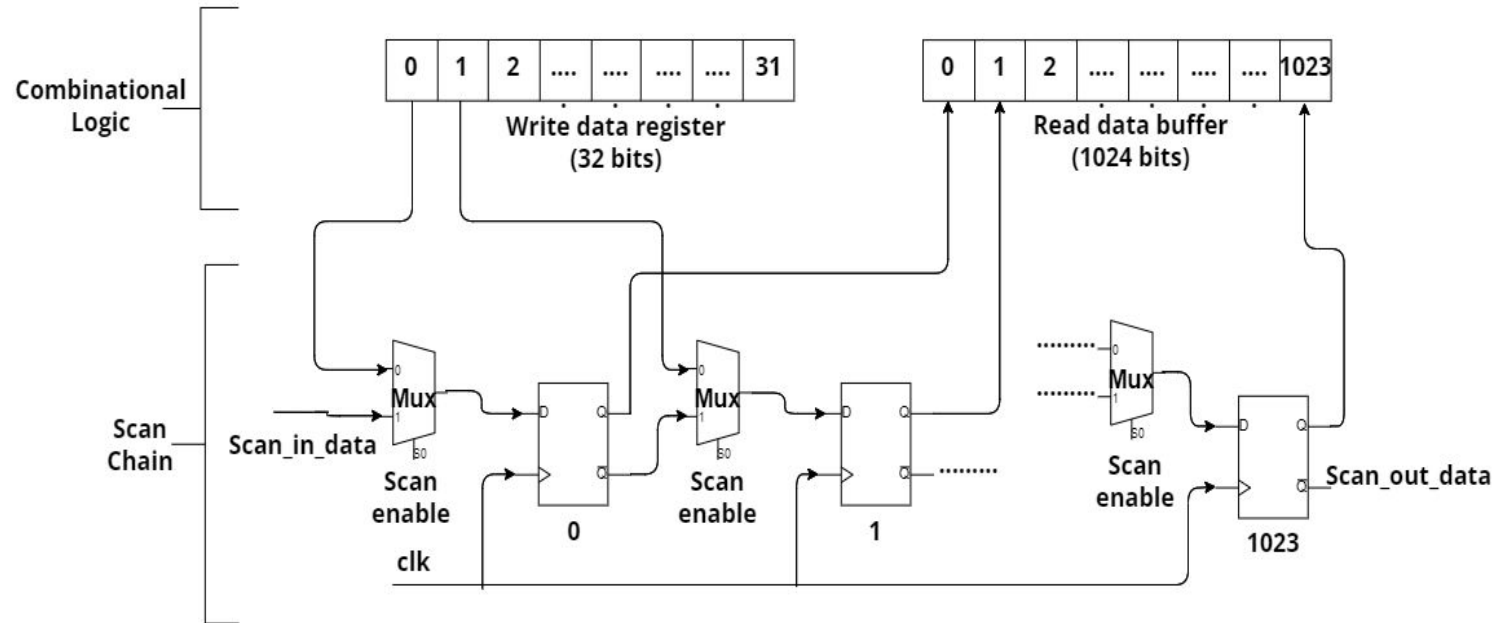 0 1 2 .... .... .... .... 31
0 1 2 .... .... .... .... 1023
Combinational
Logic
Write data register
(32 bits)
Read data buffer
(1024 bits)
Scan
Chain
Scan_in_data
0
Mux
1
S0
Scan
enable
D Q
Q̅
0
0
Mux
1
S0
Scan
enable
D Q
Q̅
1
.........
.........
.........
0
Mux
1
S0
Scan
enable
D Q
Q̅
1023
Scan_out_data
clk